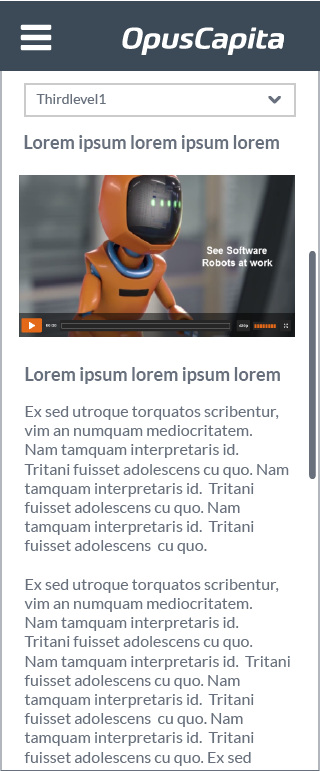 OpusCapita
Thirdlevel1
Lorem ipsum lorem ipsum lorem
See Software
Robots at work
00:00
Lorem ipsum lorem ipsum lorem
Ex sed utroque torquatos scribentur,
vim an numquam mediocritatem.
Nam tamquam interpretaris id.
Tritani fuisset adolescens cu quo. Nam
tamquam interpretaris id.  Tritani
fuisset adolescens cu quo. Nam
tamquam interpretaris id.  Tritani
fuisset adolescens  cu quo.
Ex sed utroque torquatos scribentur,
vim an numquam mediocritatem.
Nam tamquam interpretaris id.
Tritani fuisset adolescens cu quo.
Nam tamquam interpretaris id.  Tritani
fuisset adolescens cu quo. Nam
tamquam interpretaris id.  Tritani
fuisset adolescens  cu quo. Nam
tamquam interpretaris id.  Tritani
fuisset adolescens cu quo. Ex sed